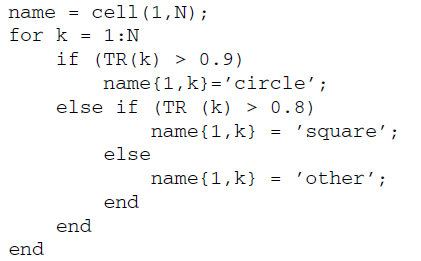 name = cell(1,N);
for k = 1:N
    if (TR(k) > 0.9)
        name{1,k}=’circle’;
    else if (TR (k) > 0.8)
            name{1,k} = ’square’;
        else
            name{1,k} = ’other’;
        end
    end
end